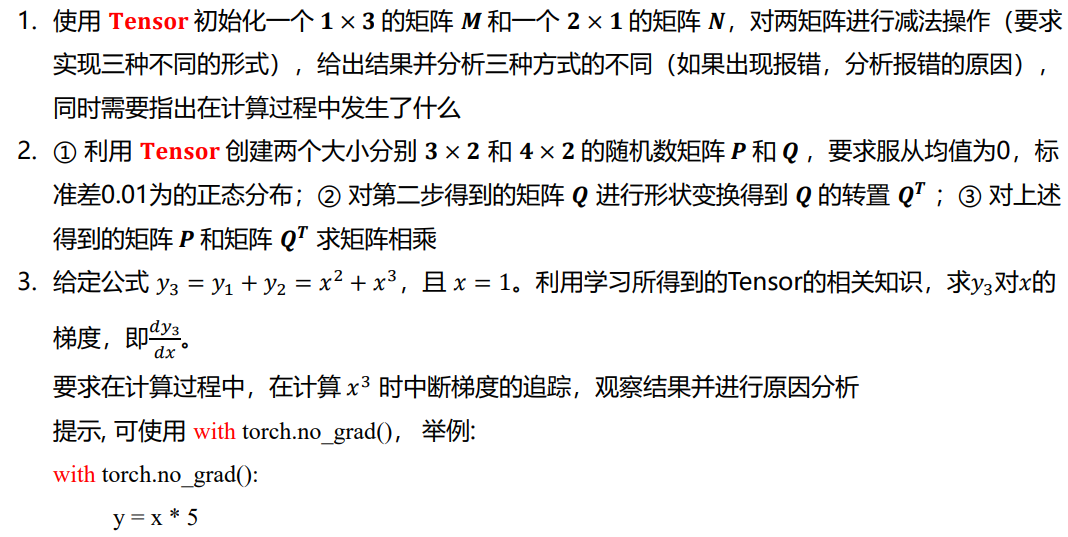 1. 使用 Tensor 初始化一个 1 × 3 的矩阵 M 和一个 2 × 1 的矩阵 N，对两矩阵进行减法操作（要求
实现三种不同的形式），给出结果并分析三种方式的不同（如果出现报错，分析报错的原因），
同时需要指出在计算过程中发生了什么
2. ① 利用 Tensor 创建两个大小分别 3 × 2 和 4 × 2 的随机数矩阵 P 和 Q ，要求服从均值为0，标
准差0.01为的正态分布；② 对第二步得到的矩阵 Q 进行形状变换得到 Q 的转置 Qᵀ ；③ 对上述
得到的矩阵 P 和矩阵 Qᵀ 求矩阵相乘
3. 给定公式 y₃ = y₁ + y₂ = x² + x³，且 x = 1。利用学习所得到的Tensor的相关知识，求y₃对x的
梯度，即dy₃/dx。
要求在计算过程中，在计算 x³ 时中断梯度的追踪，观察结果并进行原因分析
提示, 可使用 with torch.no_grad()， 举例:
with torch.no_grad():
y = x * 5